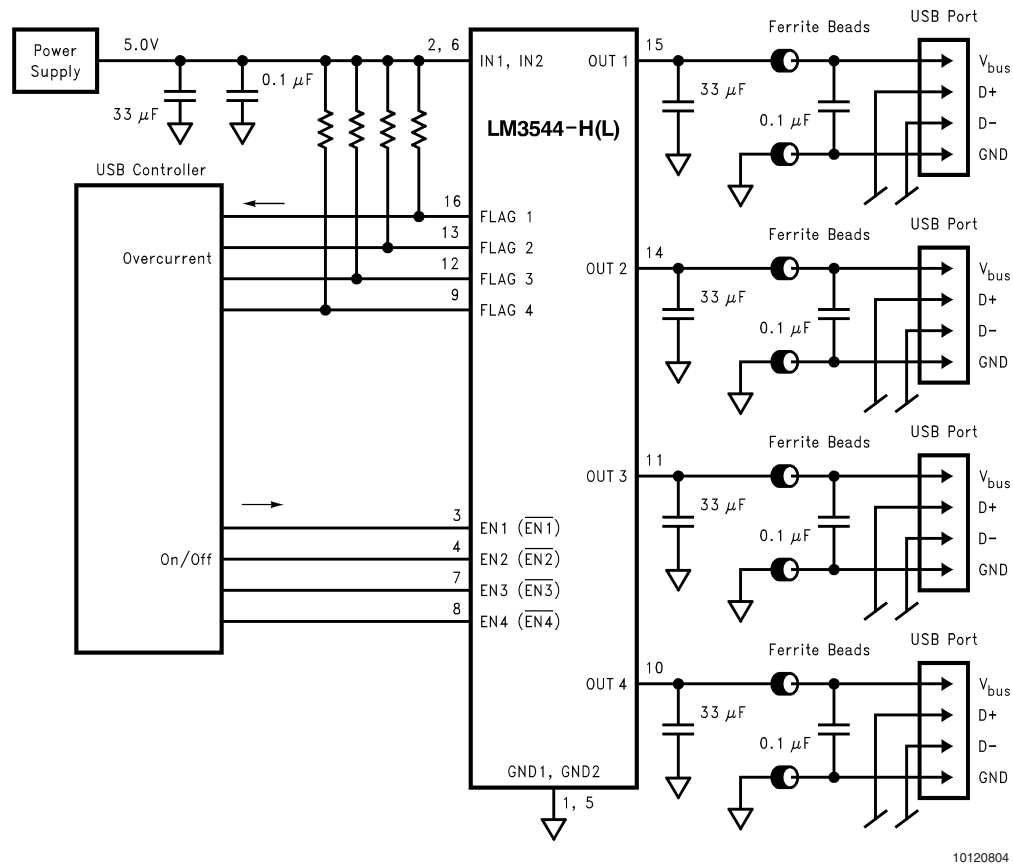 Power
Supply
5.0V
33 μF
0.1 μF
2, 6
IN1, IN2
OUT 1
15
LM3544-H(L)
33 μF
Ferrite Beads
0.1 μF
USB Port
Vbus
D+
D-
GND
USB Controller
Overcurrent
16
FLAG 1
13
FLAG 2
12
FLAG 3
9
FLAG 4
OUT 2
14
33 μF
Ferrite Beads
0.1 μF
USB Port
Vbus
D+
D-
GND
On/Off
3
EN1 (E̅N̅1̅)
4
EN2 (E̅N̅2̅)
7
EN3 (E̅N̅3̅)
8
EN4 (E̅N̅4̅)
OUT 3
11
33 μF
Ferrite Beads
0.1 μF
USB Port
Vbus
D+
D-
GND
OUT 4
10
33 μF
Ferrite Beads
0.1 μF
USB Port
Vbus
D+
D-
GND
GND1, GND2
1, 5
10120804